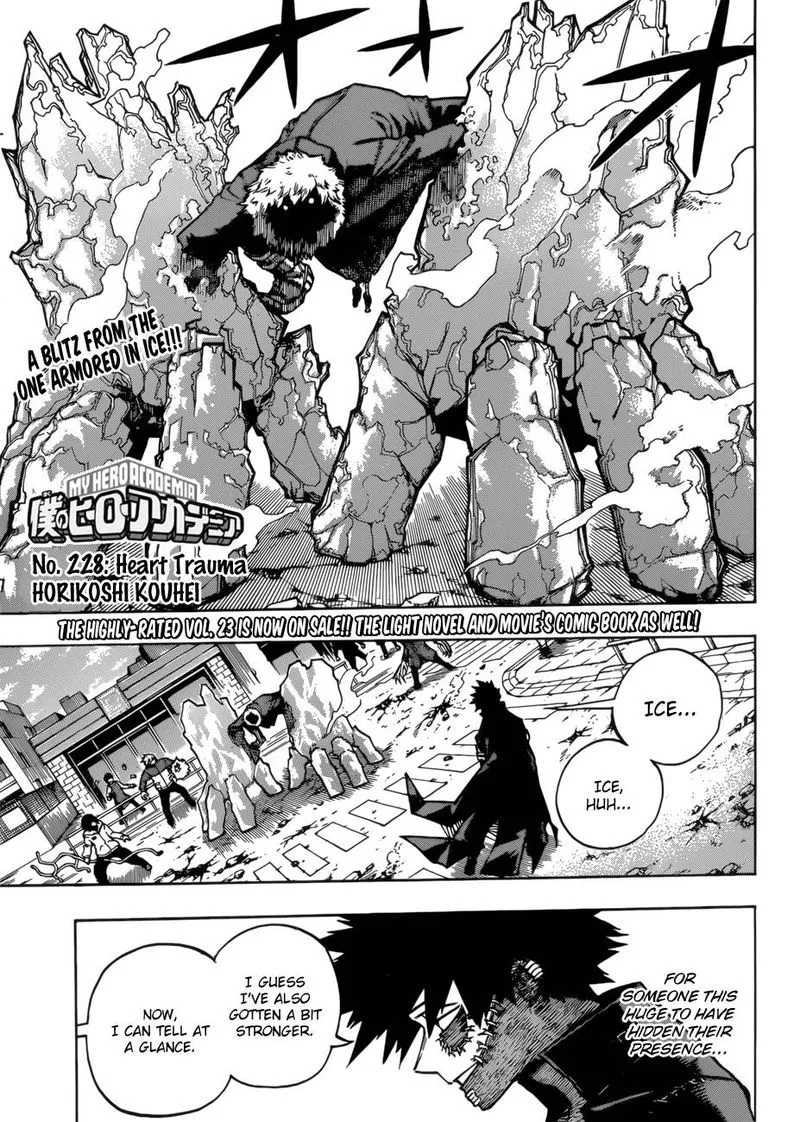 A BLITZ FROM THE
ONE ARMORED IN ICE!!!
MY HERO ACADEMIA
僕のヒーローアカデミア
No. 228: Heart Trauma
HORIKOSHI KOUHEI
THE HIGHLY-RATED VOL. 23 IS NOW ON SALE!! THE LIGHT NOVEL AND MOVIE'S COMIC BOOK AS WELL!
ICE...
ICE,
HUH...
FOR
SOMEONE THIS
HUGE TO HAVE
HIDDEN THEIR
PRESENCE...
I GUESS
I'VE ALSO
GOTTEN A BIT
STRONGER.
NOW,
I CAN TELL AT
A GLANCE.